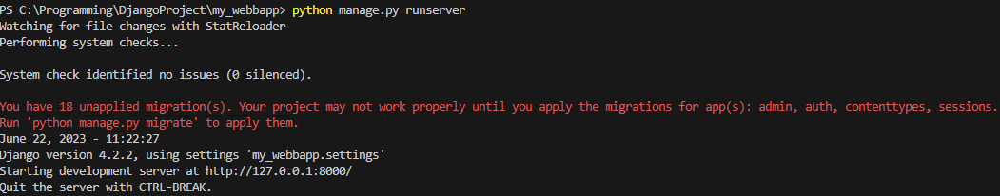 PS C:\Programming\DjangoProject\my_webbapp> python manage.py runserver
Watching for file changes with StatReloader
Performing system checks...
System check identified no issues (0 silenced).
You have 18 unapplied migration(s). Your project may not work properly until you apply the migrations for app(s): admin, auth, contenttypes, sessions.
Run 'python manage.py migrate' to apply them.
June 22, 2023 - 11:22:27
Django version 4.2.2, using settings 'my_webbapp.settings'
Starting development server at http://127.0.0.1:8000/
Quit the server with CTRL-BREAK.